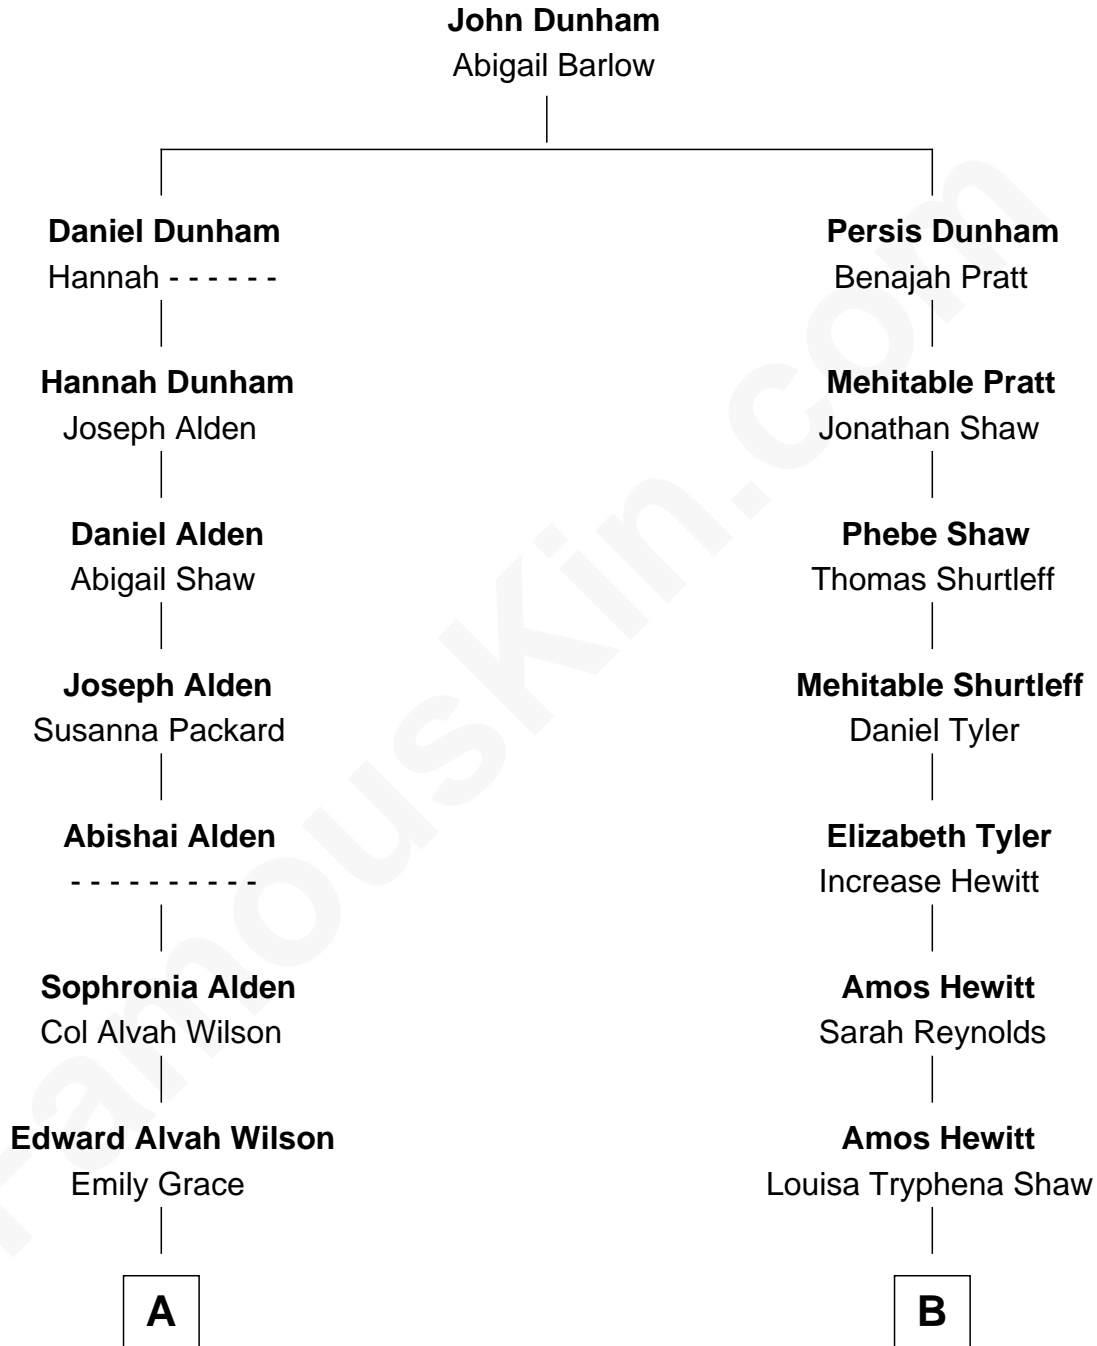 John Dunham
Abigail Barlow
Daniel Dunham
Hannah - - - - - -
Persis Dunham
Benajah Pratt
Hannah Dunham
Joseph Alden
Mehitable Pratt
Jonathan Shaw
Daniel Alden
Abigail Shaw
Phebe Shaw
Thomas Shurtleff
Joseph Alden
Susanna Packard
Mehitable Shurtleff
Daniel Tyler
Abishai Alden
- - - - - - - - - -
Elizabeth Tyler
Increase Hewitt
Sophronia Alden
Col Alvah Wilson
Amos Hewitt
Sarah Reynolds
Edward Alvah Wilson
Emily Grace
Amos Hewitt
Louisa Tryphena Shaw
A
B
FamousKin.com